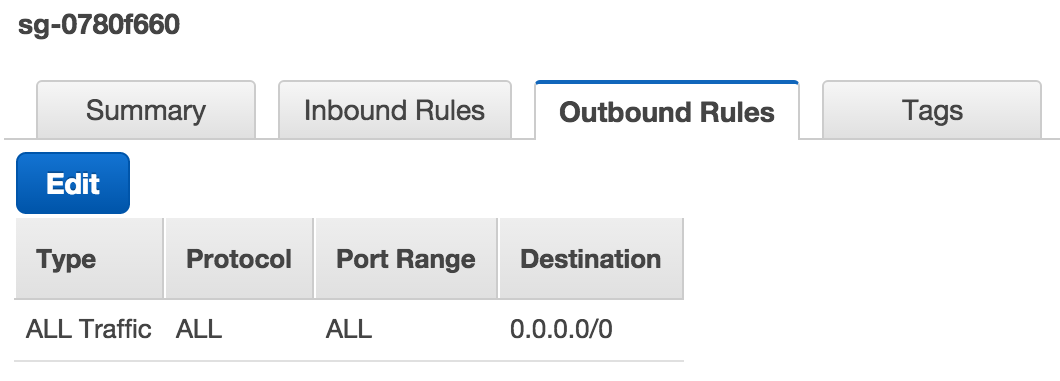 sg-0780f660
Summary Inbound Rules Outbound Rules Tags
Edit
Type Protocol Port Range Destination
ALL Traffic ALL ALL 0.0.0.0/0